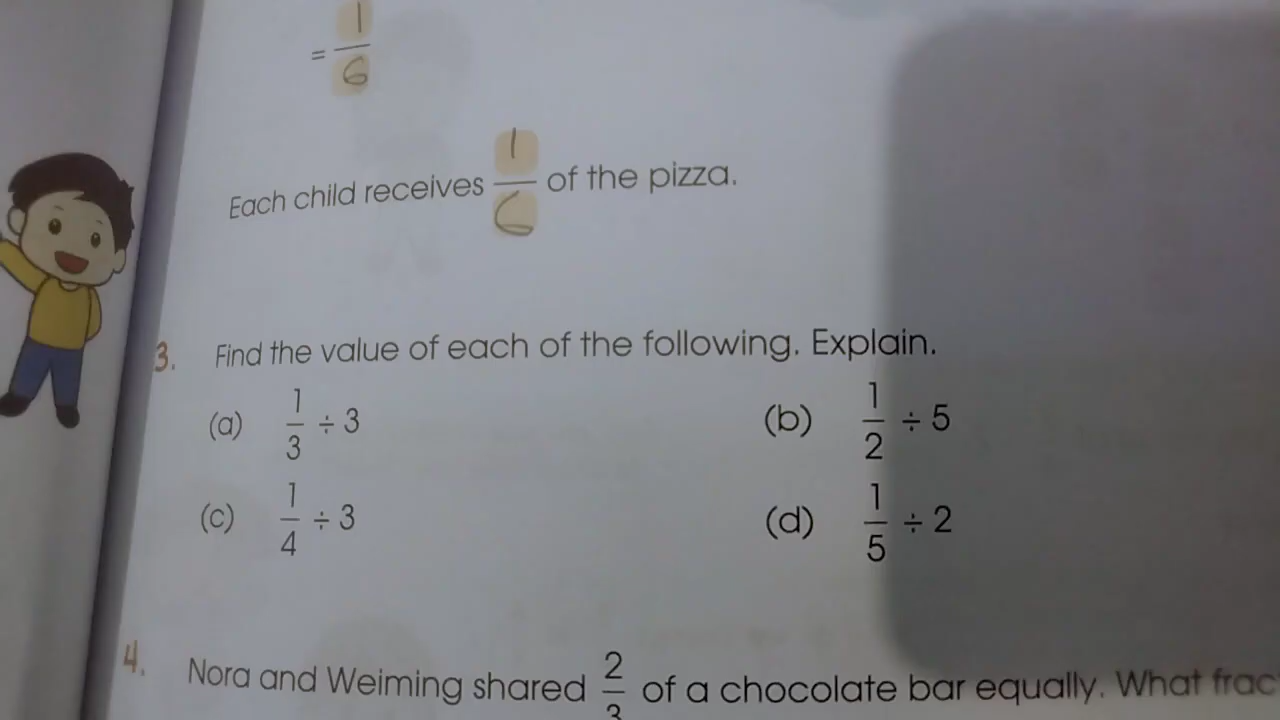 = 1/6
Each child receives 1/6 of the pizza.
3. Find the value of each of the following. Explain.
(a) 1/3 ÷ 3 (b) 1/2 ÷ 5
(c) 1/4 ÷ 3 (d) 1/5 ÷ 2
4. Nora and Weiming shared 2/3 of a chocolate bar equally. What